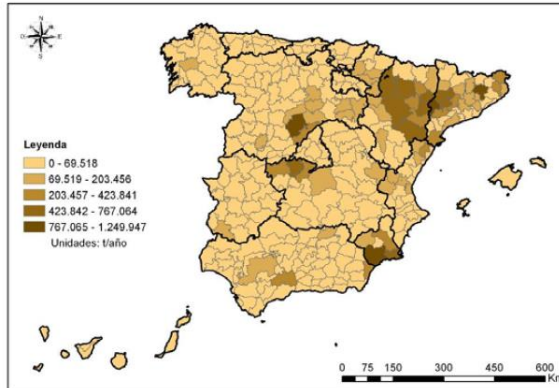 N
O E
S
Leyenda
0 - 69.518
69.519 - 203.456
203.457 - 423.841
423.842 - 767.064
767.065 - 1.249.947
Unidades: t/año
0 75 150 300 450 600
Km